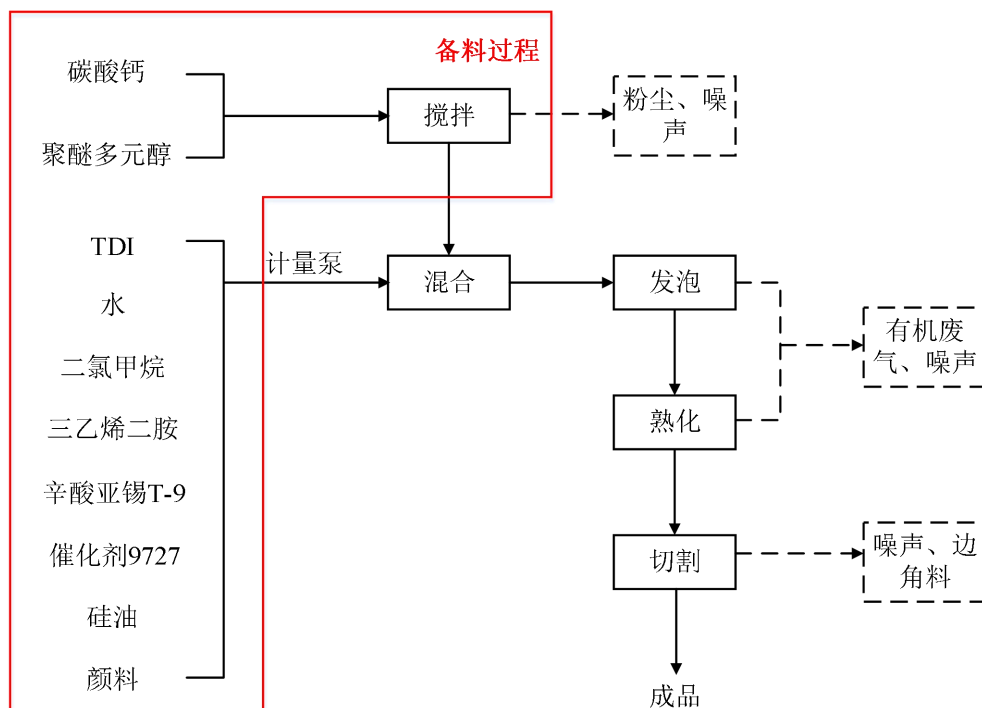 备料过程
碳酸钙
搅拌
粉尘、噪
声
聚醚多元醇
TDI
计量泵
混合
发泡
水
二氯甲烷
有机废
气、噪声
三乙烯二胺
熟化
辛酸亚锡T-9
催化剂9727
切割
噪声、边
角料
硅油
颜料
成品